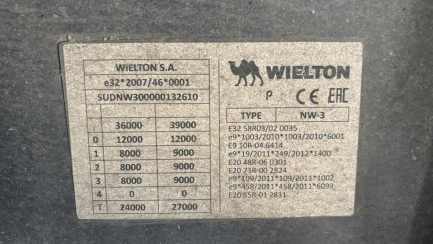 WIELTON S.A.
e32*2007/46*0001
SUDNW300000132610
36000 39000
0 12000 12000
1 8000 9000
2 8000 9000
3 8000 9000
4 0 0
T 24000 27000
WIELTON
P CE EAC
TYPE NW-3
E32 58R03/02 0035
e9*1003/2010*1003/2010*6001
E9 10R-04.6414
e9*19/2011*249/2012*1400
E20 48R-06 0301
E20 73R-00 2824
e9*109/2011*109/2011*1002
e9*458/2011*458/2011*6099
E20 55R-01 2831